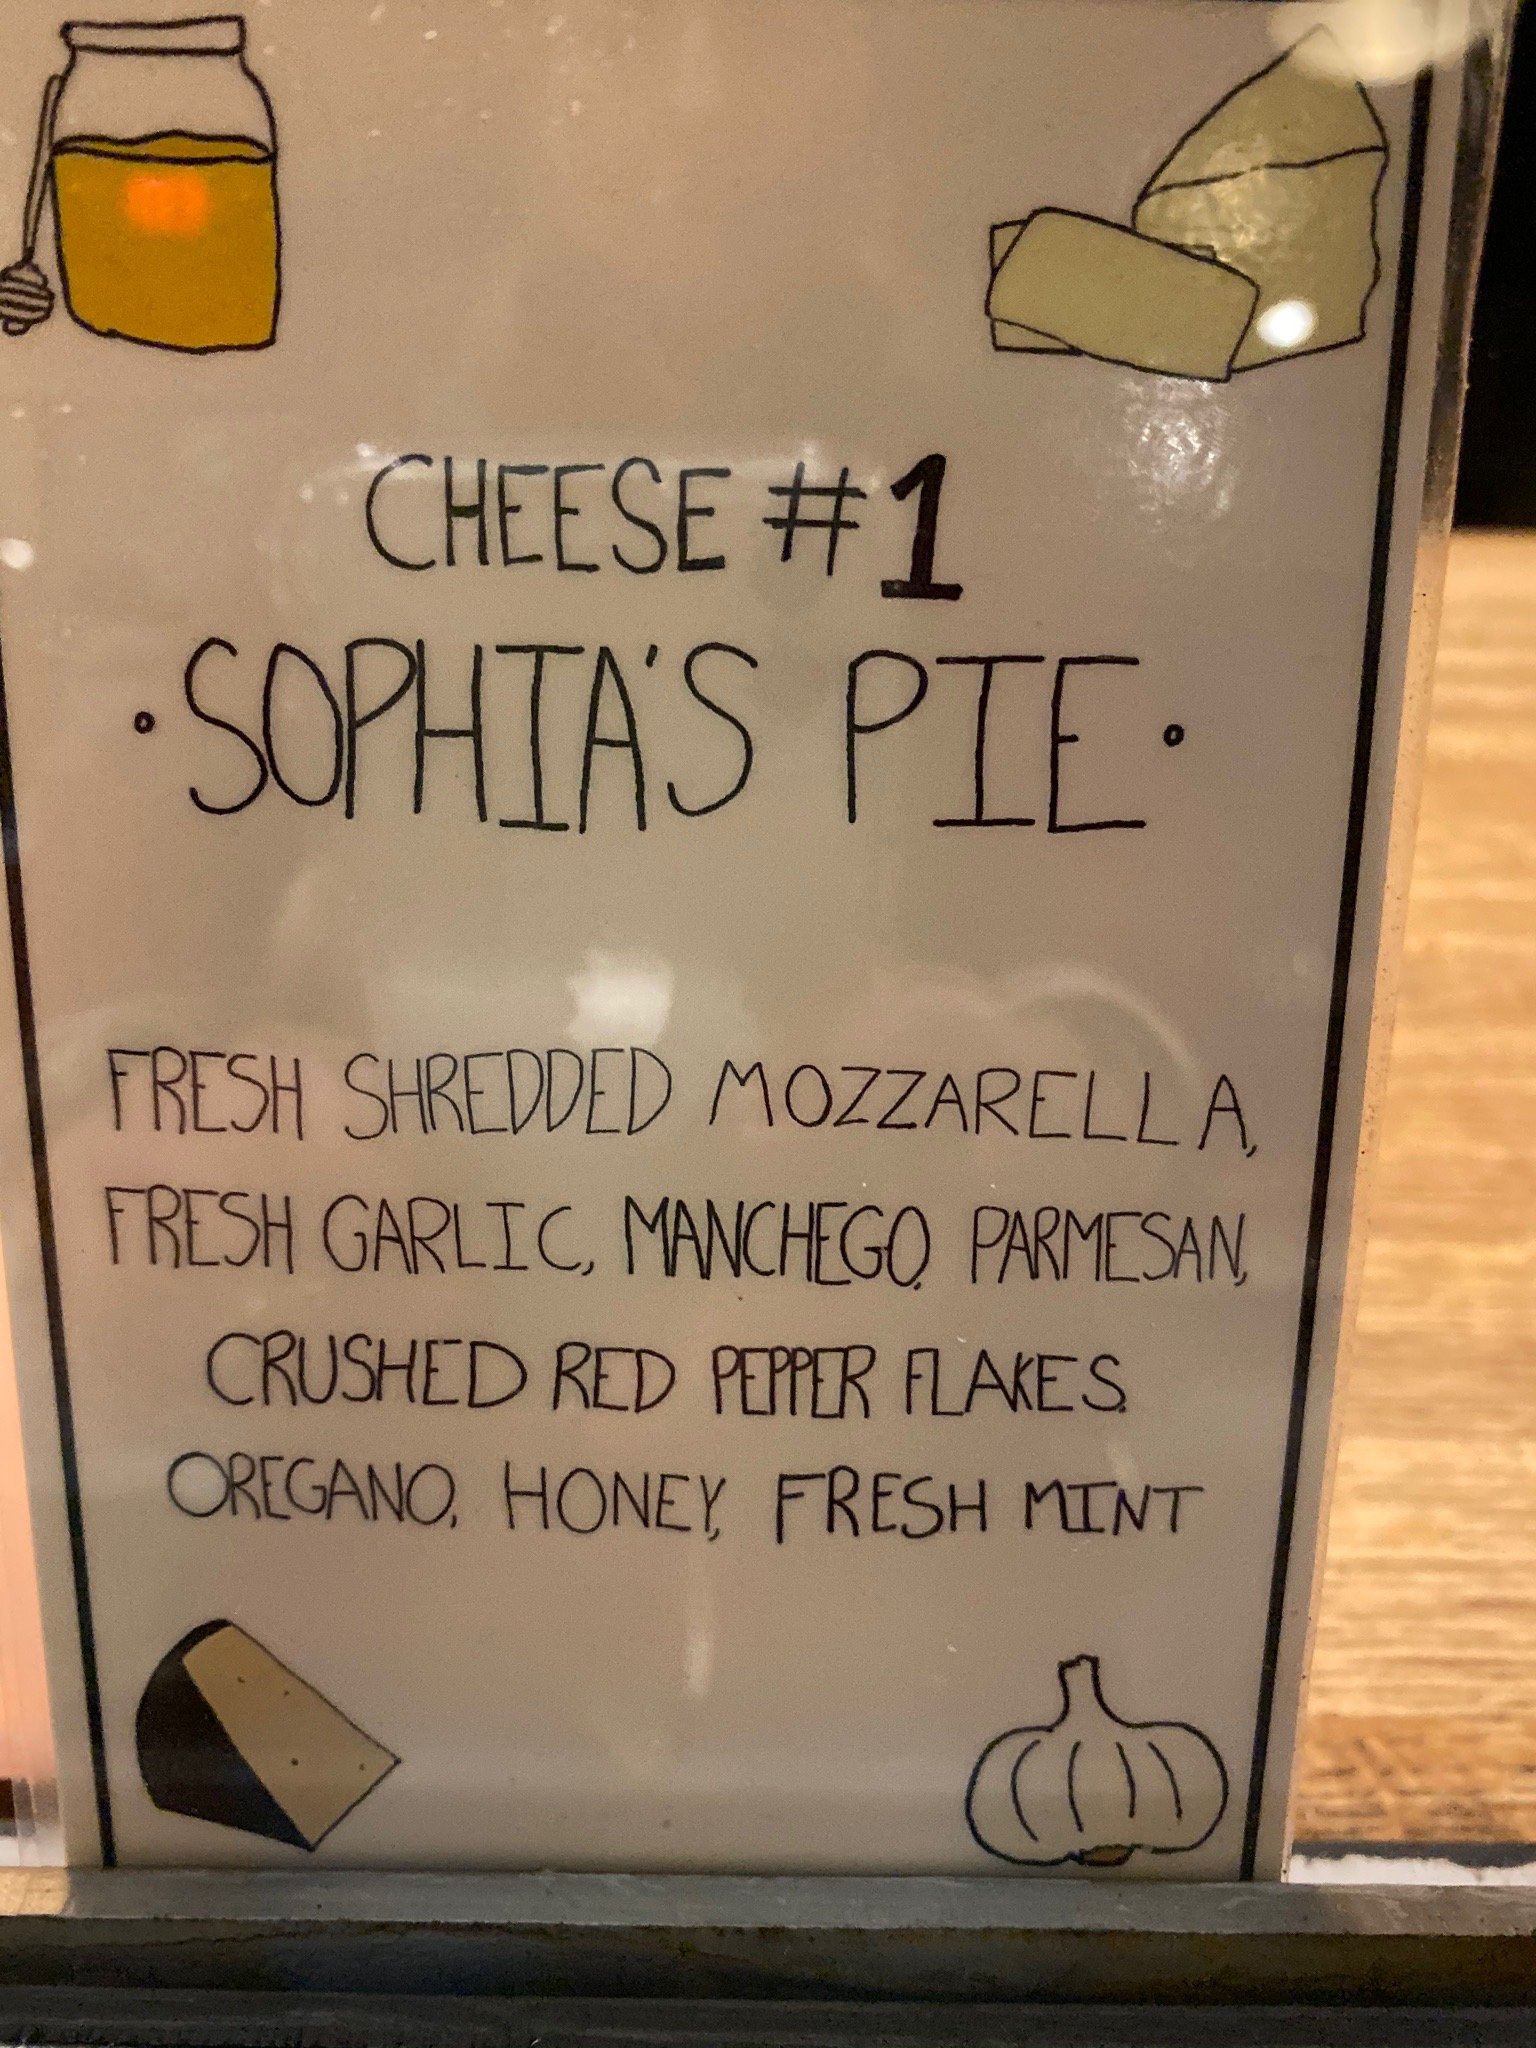 CHEESE #1
·SOPHIA'S PIE·
FRESH SHREDDED MOZZARELLA,
FRESH GARLIC, MANCHEGO, PARMESAN,
CRUSHED RED PEPPER FLAKES,
OREGANO, HONEY, FRESH MINT